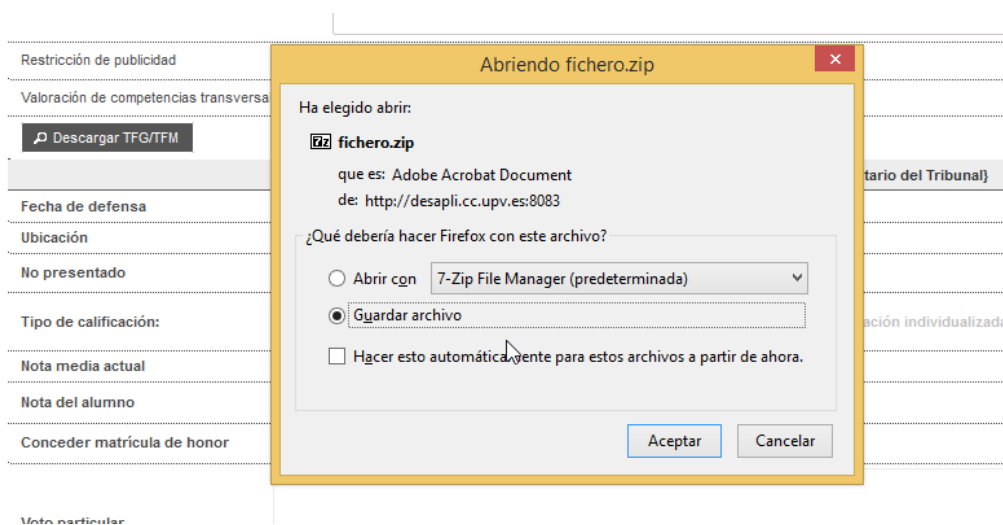 Restricción de publicidad
Valoración de competencias transversa
Descargar TFG/TFM
tario del Tribunal}
Fecha de defensa
Ubicación
No presentado
Tipo de calificación:
ación individualizada
Nota media actual
Nota del alumno
Conceder matrícula de honor
Voto particular
Abriendo fichero.zip
Ha elegido abrir:
7z fichero.zip
que es: Adobe Acrobat Document
de: http://desapli.cc.upv.es:8083
¿Qué debería hacer Firefox con este archivo?
Abrir con 7-Zip File Manager (predeterminada)
Guardar archivo
Hacer esto automáticamente para estos archivos a partir de ahora.
Aceptar Cancelar